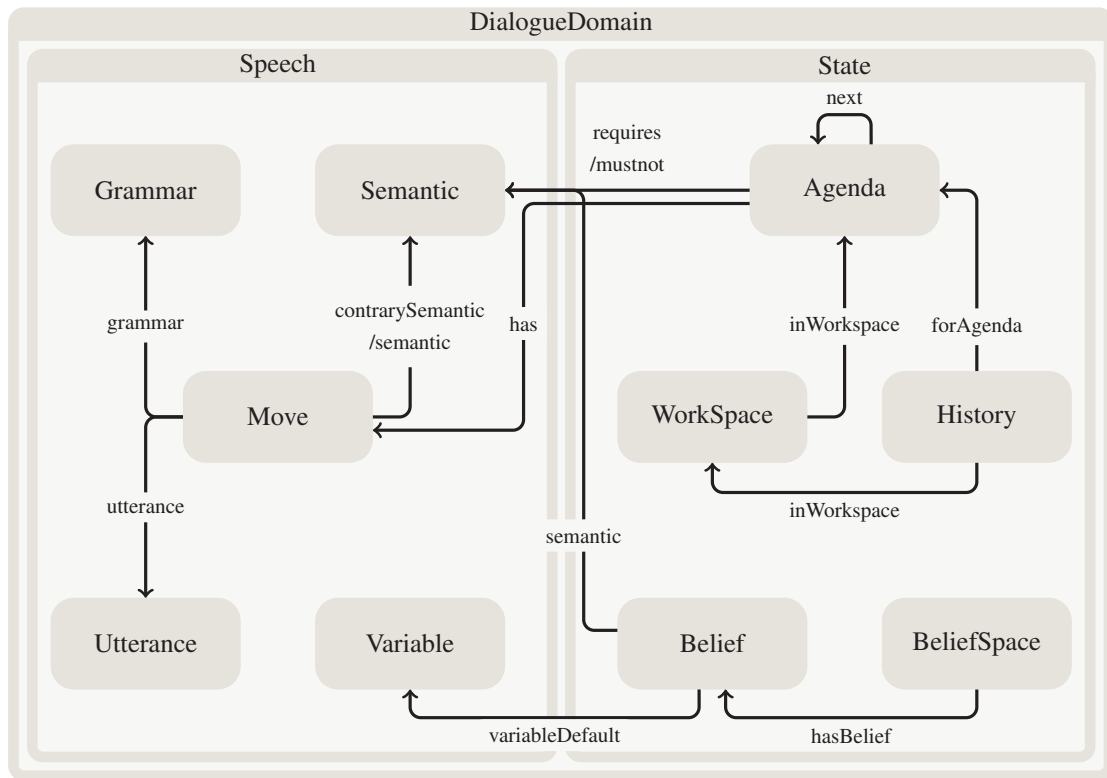 DialogueDomain
Speech
State
next
requires
/mustnot
Grammar
Semantic
Agenda
grammar
contrarySemantic
/semantic
has
inWorkspace
forAgenda
Move
WorkSpace
History
utterance
inWorkspace
semantic
Utterance
Variable
Belief
BeliefSpace
variableDefault
hasBelief